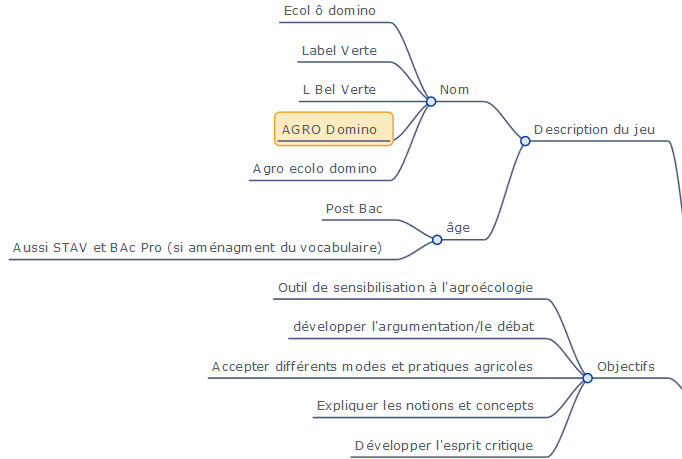 Ecol ô domino
Label Verte
L Bel Verte
Nom
AGRO Domino
Description du jeu
Agro ecolo domino
Post Bac
âge
Aussi STAV et BAc Pro (si aménagment du vocabulaire)
Outil de sensibilisation à l'agroécologie
développer l'argumentation/le débat
Accepter différents modes et pratiques agricoles
Objectifs
Expliquer les notions et concepts
Développer l'esprit critique